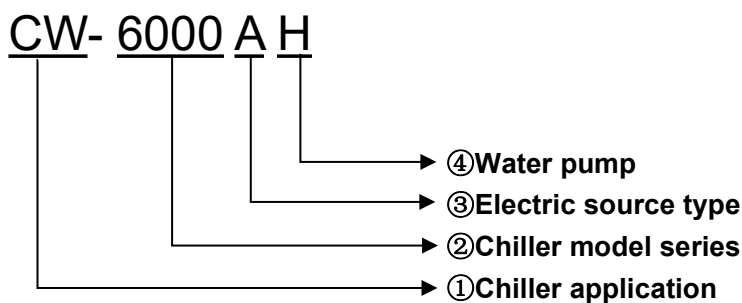 CW- 6000 A H
④Water pump
③Electric source type
②Chiller model series
①Chiller application